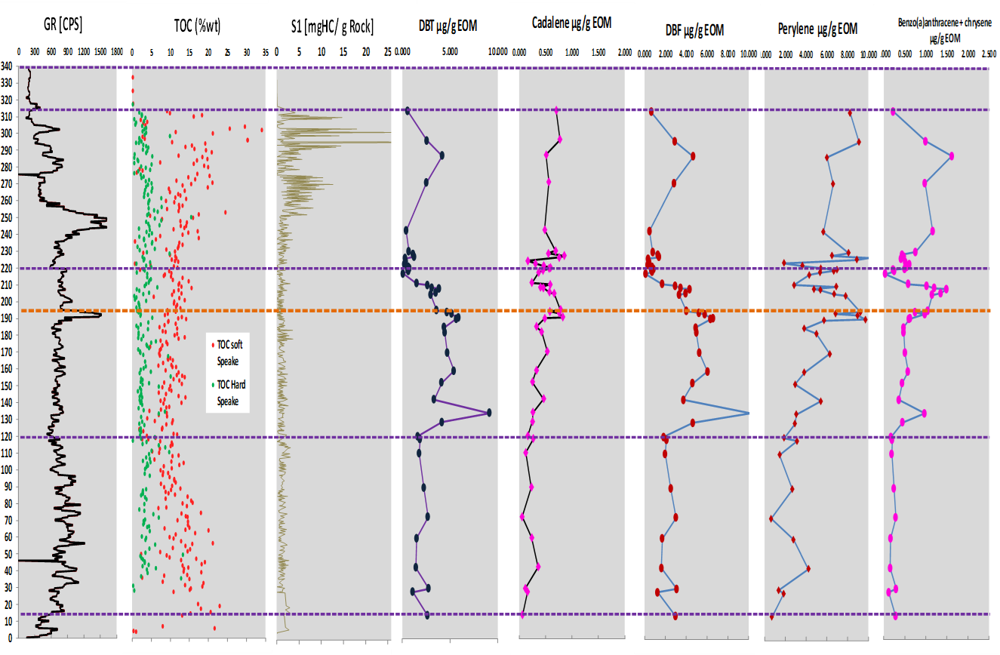 GR [CPS]
TOC (%wt)
S1 [mgHC/ g Rock]
DBT µg/g EOM
Cadalene µg/g EOM
DBF µg/g EOM
Perylene µg/g EOM
Benzo(a)anthracene+ chrysene
µg/g EOM
0 300 600 900 1200 1500 1800
0 5 10 15 20 25 30 35
0 5 10 15 20 25
0.000 5.000 10.000
0.000 0.500 1.000 1.500 2.000
0.000 2.000 4.000 6.000 8.000 10.000
.000 2.000 4.000 6.000 8.000 10.000
.000 .500 1.000 1.500 2.000 2.500
340
330
320
310
300
290
280
270
260
250
240
230
220
210
200
190
180
170
160
150
140
130
120
110
100
90
80
70
60
50
40
30
20
10
0
TOC soft
Speake
TOC Hard
Speake